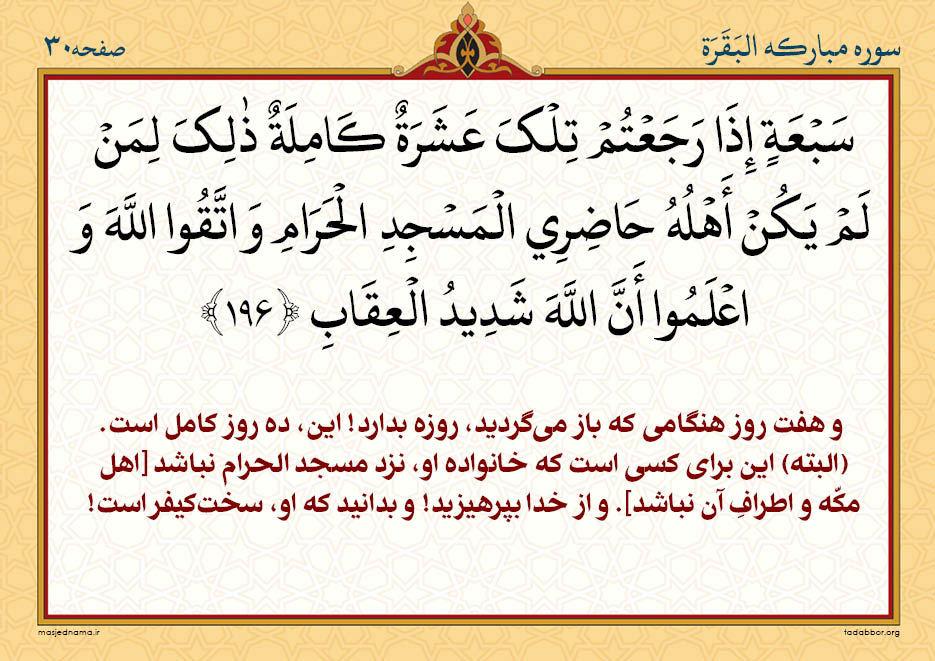 سوره مبارکه البَقَرَة
صفحه۳۰
سَبْعَةٍ إِذَا رَجَعْتُمْ تِلْکَ عَشَرَةٌ کَامِلَةٌ ذٰلِکَ لِمَنْ
لَمْ يَکُنْ أَهْلُهُ حَاضِرِي الْمَسْجِدِ الْحَرَامِ وَ اتَّقُوا اللَّهَ وَ
اعْلَمُوا أَنَّ اللَّهَ شَدِيدُ الْعِقَابِ ﴿۱۹۶﴾
و هفت روز هنگامی که باز می‌گردید، روزه بدارد! این، ده روز کامل است.
(البته) این برای کسی است که خانواده او، نزد مسجد الحرام نباشد [اهل
مکّه و اطرافِ آن نباشد]. و از خدا بپرهیزید! و بدانید که او، سخت‌کیفر است!
masjednama.ir
tadabbor.org